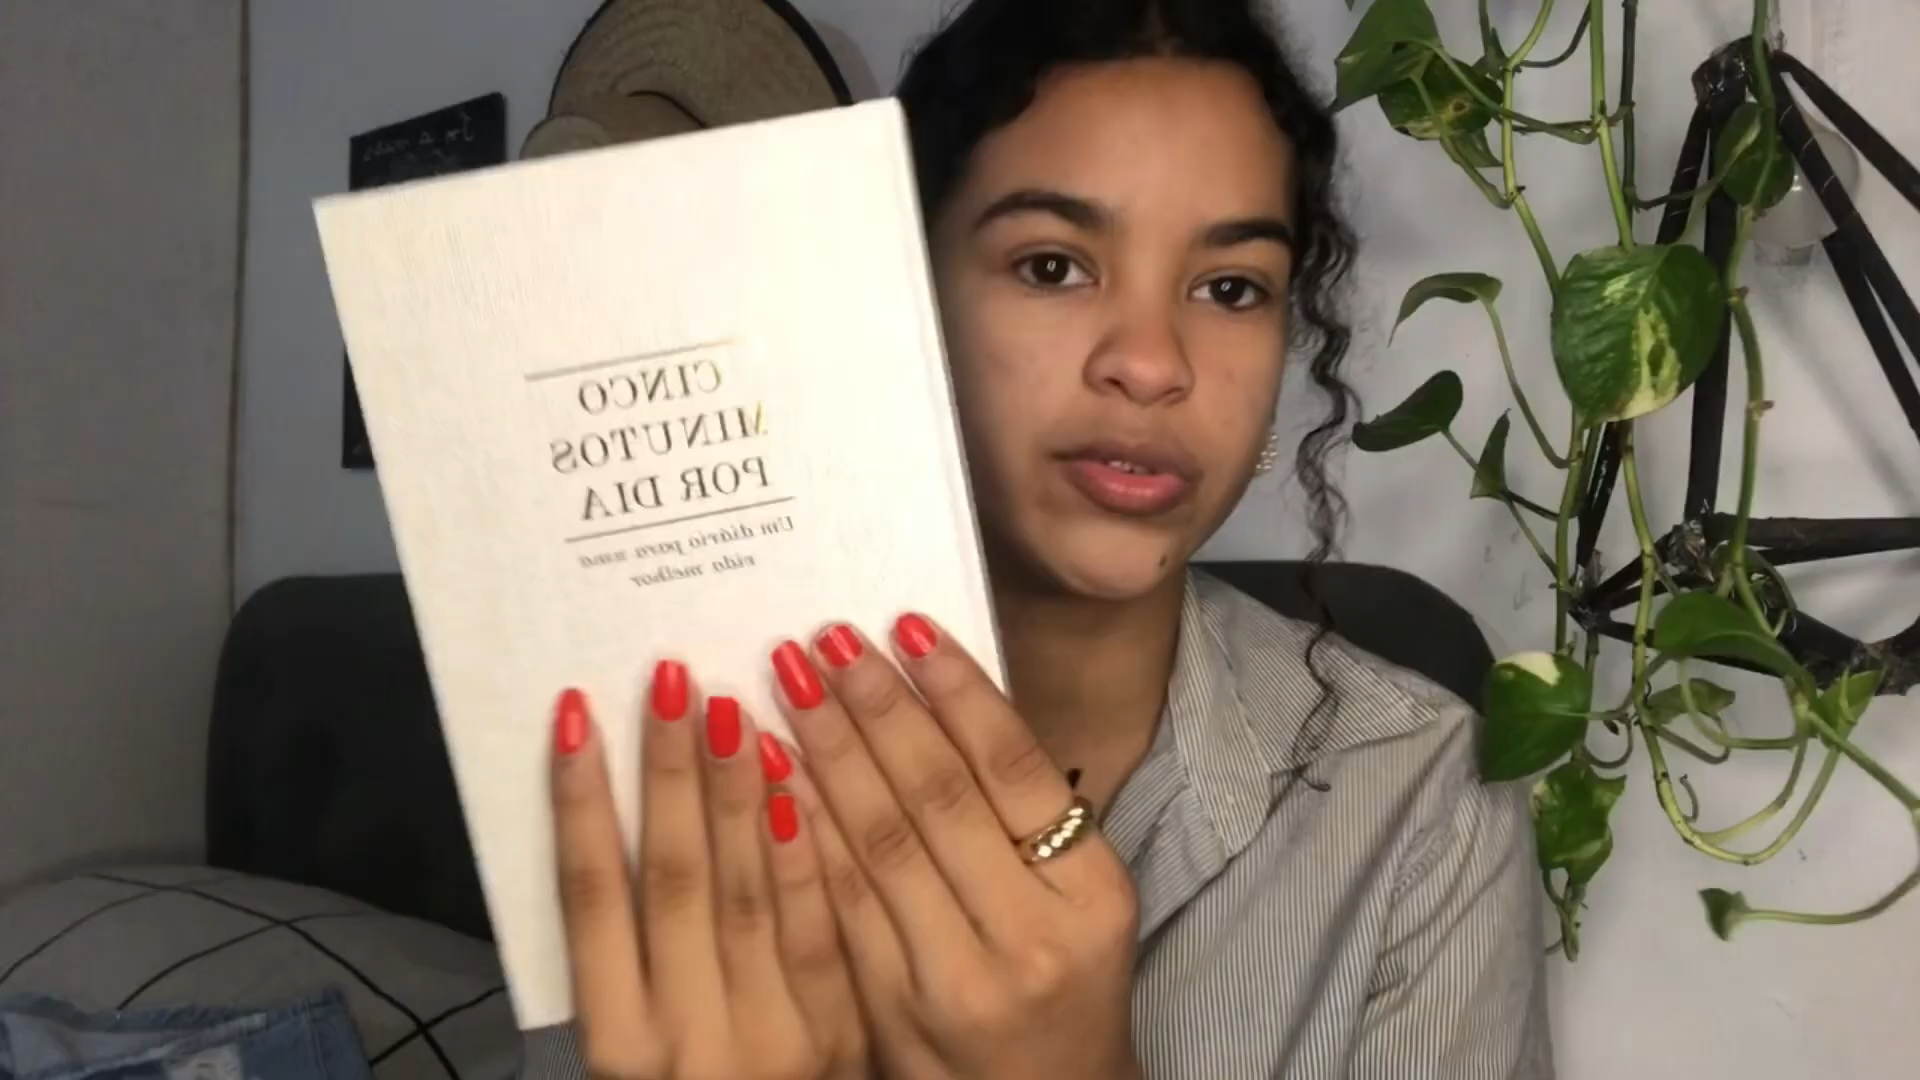 CINCO
MINUTOS
POR DIA
Um diário para uma
vida melhor